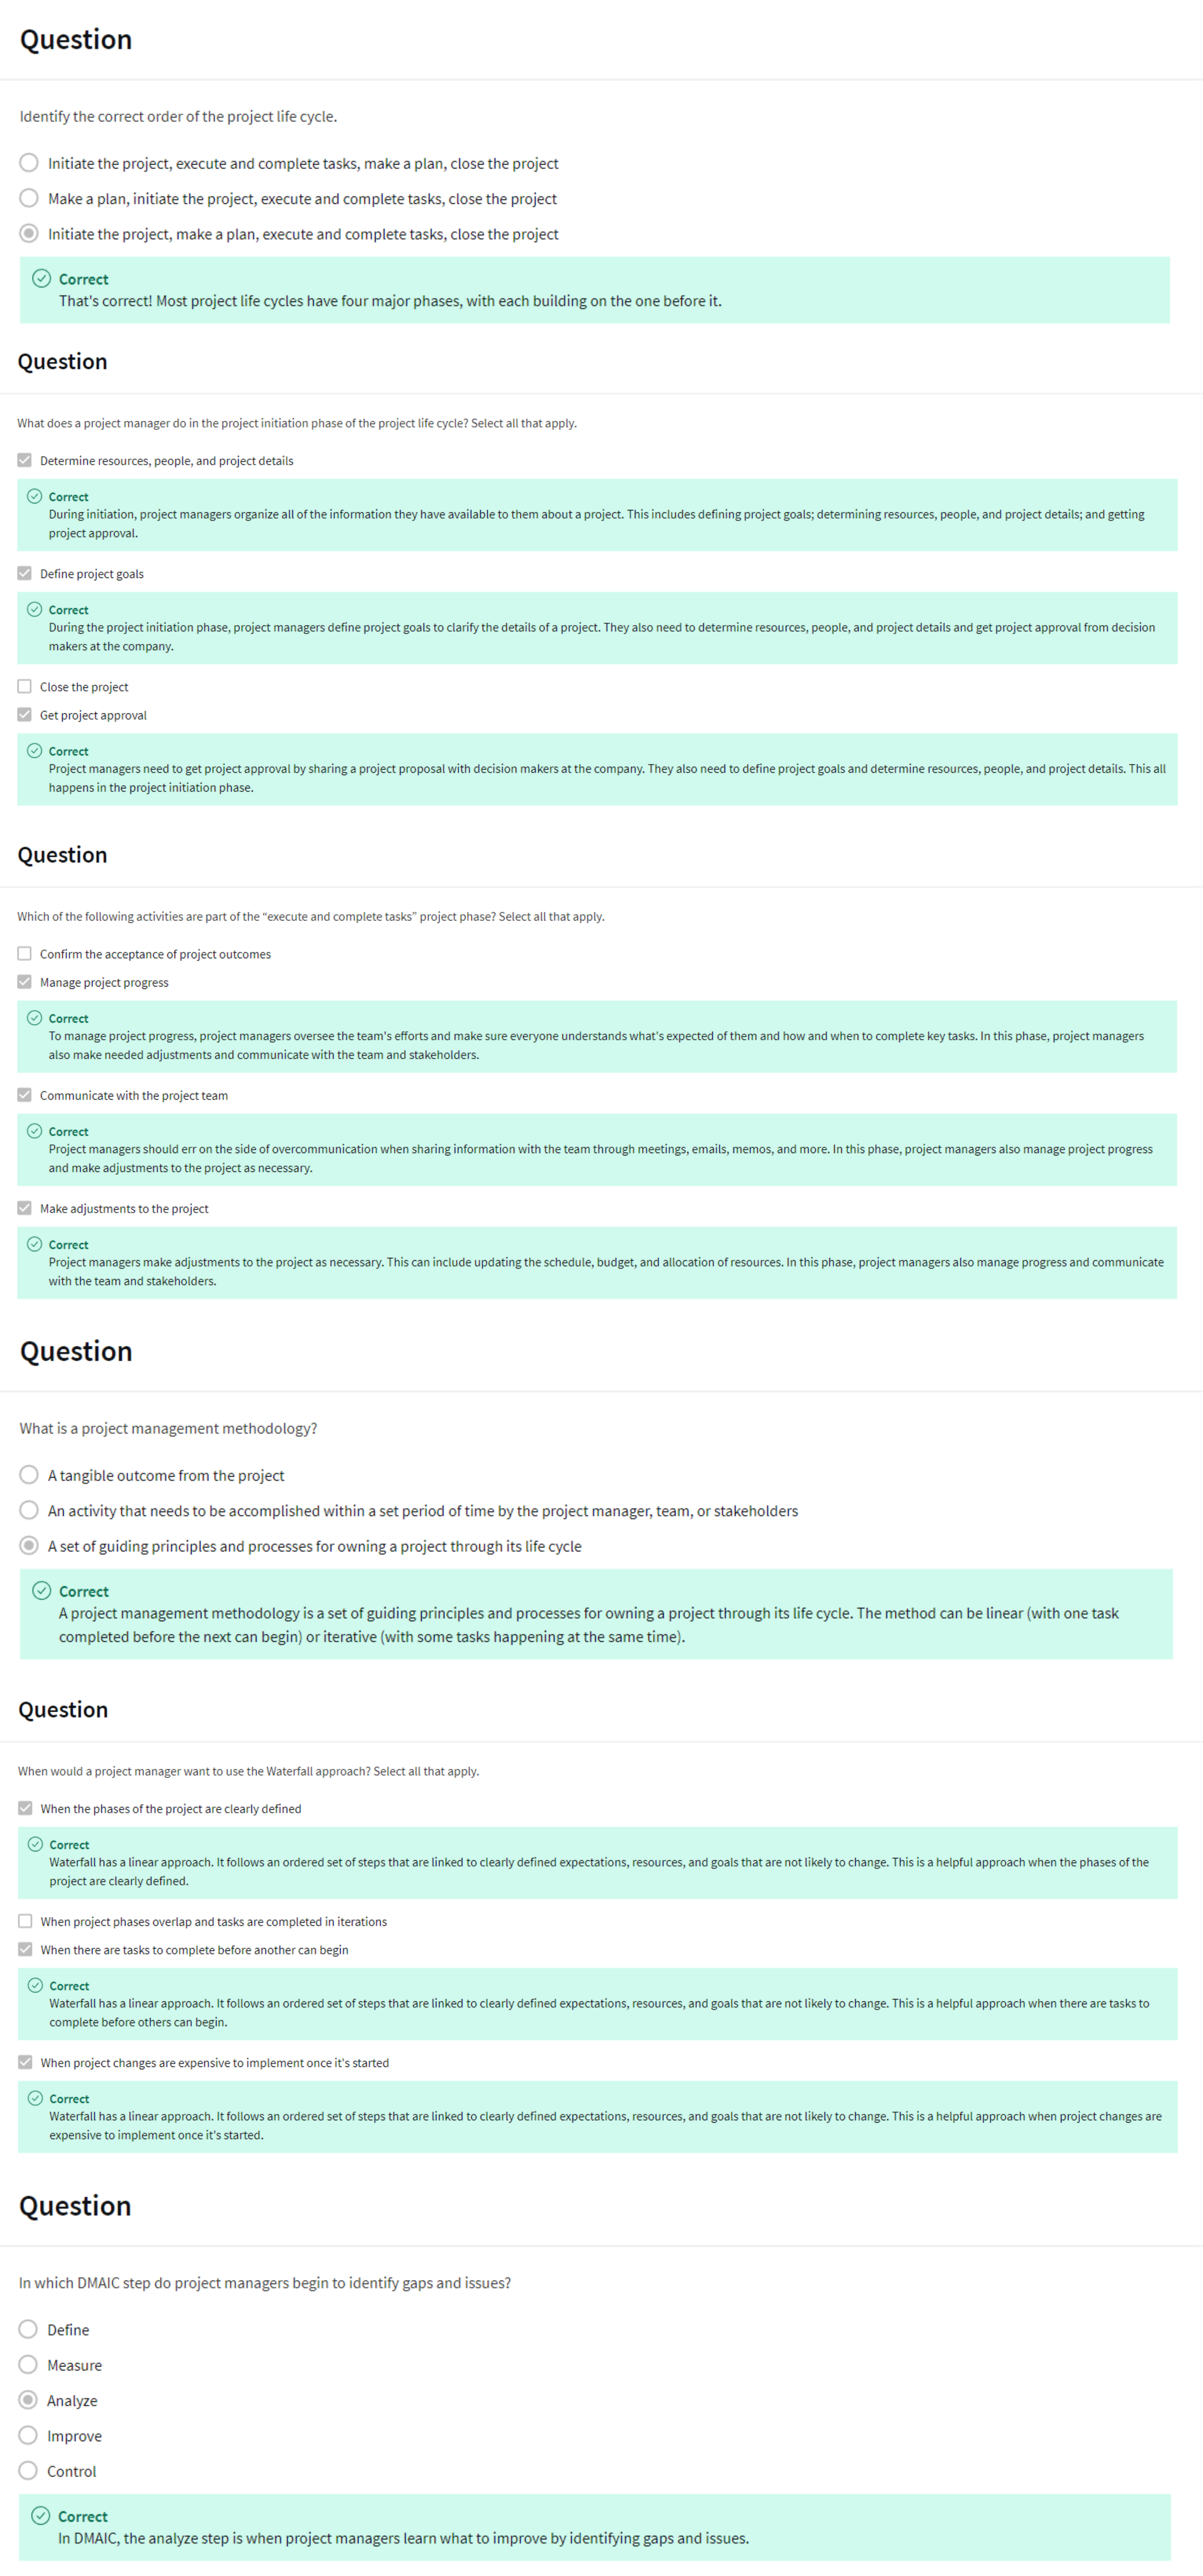 Question
Identify the correct order of the project life cycle.
Initiate the project, execute and complete tasks, make a plan, close the project
Make a plan, initiate the project, execute and complete tasks, close the project
Initiate the project, make a plan, execute and complete tasks, close the project
Correct
That's correct! Most project life cycles have four major phases, with each building on the one before it.
Question
What does a project manager do in the project initiation phase of the project life cycle? Select all that apply.
Determine resources, people, and project details
Correct
During initiation, project managers organize all of the information they have available to them about a project. This includes defining project goals; determining resources, people, and project details; and getting
project approval.
Define project goals
Correct
During the project initiation phase, project managers define project goals to clarify the details of a project. They also need to determine resources, people, and project details and get project approval from decision
makers at the company.
Close the project
Get project approval
Correct
Project managers need to get project approval by sharing a project proposal with decision makers at the company. They also need to define project goals and determine resources, people, and project details. This all
happens in the project initiation phase.
Question
Which of the following activities are part of the “execute and complete tasks” project phase? Select all that apply.
Confirm the acceptance of project outcomes
Manage project progress
Correct
To manage project progress, project managers oversee the team's efforts and make sure everyone understands what's expected of them and how and when to complete key tasks. In this phase, project managers
also make needed adjustments and communicate with the team and stakeholders.
Communicate with the project team
Correct
Project managers should err on the side of overcommunication when sharing information with the team through meetings, emails, memos, and more. In this phase, project managers also manage project progress
and make adjustments to the project as necessary.
Make adjustments to the project
Correct
Project managers make adjustments to the project as necessary. This can include updating the schedule, budget, and allocation of resources. In this phase, project managers also manage progress and communicate
with the team and stakeholders.
Question
What is a project management methodology?
A tangible outcome from the project
An activity that needs to be accomplished within a set period of time by the project manager, team, or stakeholders
A set of guiding principles and processes for owning a project through its life cycle
Correct
A project management methodology is a set of guiding principles and processes for owning a project through its life cycle. The method can be linear (with one task
completed before the next can begin) or iterative (with some tasks happening at the same time).
Question
When would a project manager want to use the Waterfall approach? Select all that apply.
When the phases of the project are clearly defined
Correct
Waterfall has a linear approach. It follows an ordered set of steps that are linked to clearly defined expectations, resources, and goals that are not likely to change. This is a helpful approach when the phases of the
project are clearly defined.
When project phases overlap and tasks are completed in iterations
When there are tasks to complete before another can begin
Correct
Waterfall has a linear approach. It follows an ordered set of steps that are linked to clearly defined expectations, resources, and goals that are not likely to change. This is a helpful approach when there are tasks to
complete before others can begin.
When project changes are expensive to implement once it's started
Correct
Waterfall has a linear approach. It follows an ordered set of steps that are linked to clearly defined expectations, resources, and goals that are not likely to change. This is a helpful approach when project changes are
expensive to implement once it's started.
Question
In which DMAIC step do project managers begin to identify gaps and issues?
Define
Measure
Analyze
Improve
Control
Correct
In DMAIC, the analyze step is when project managers learn what to improve by identifying gaps and issues.